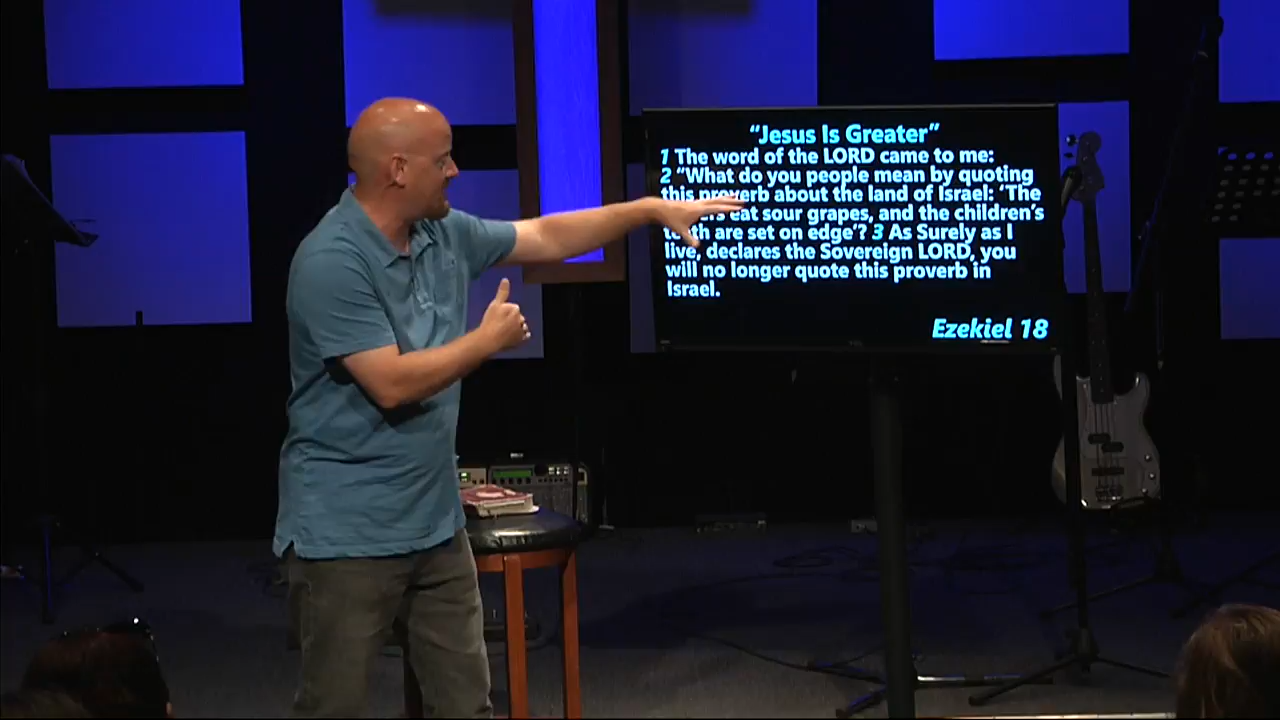 “Jesus Is Greater”
1 The word of the LORD came to me:
2 “What do you people mean by quoting
this proverb about the land of Israel: ‘The
eat sour grapes, and the children’s
teeth are set on edge’? 3 As Surely as I
live, declares the Sovereign LORD, you
will no longer quote this proverb in
Israel.
Ezekiel 18